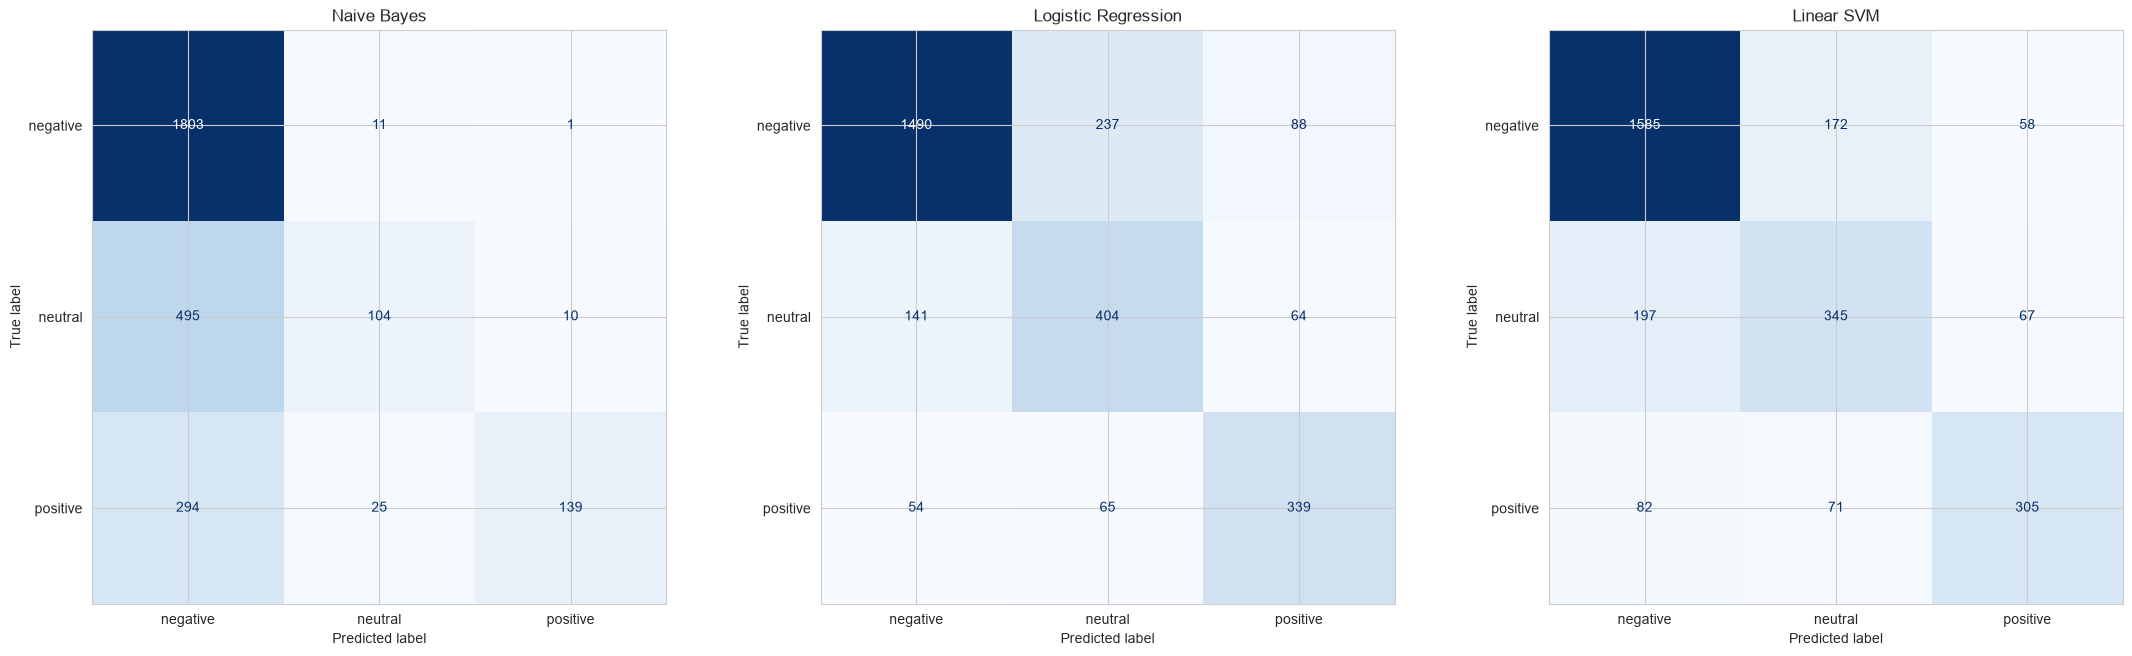 Naive Bayes
True label
negative
1803 11 1
neutral
495 104 10
positive
294 25 139
negative neutral positive
Predicted label
Logistic Regression
True label
negative
1490 237 88
neutral
141 404 64
positive
54 65 339
negative neutral positive
Predicted label
Linear SVM
True label
negative
1585 172 58
neutral
197 345 67
positive
82 71 305
negative neutral positive
Predicted label